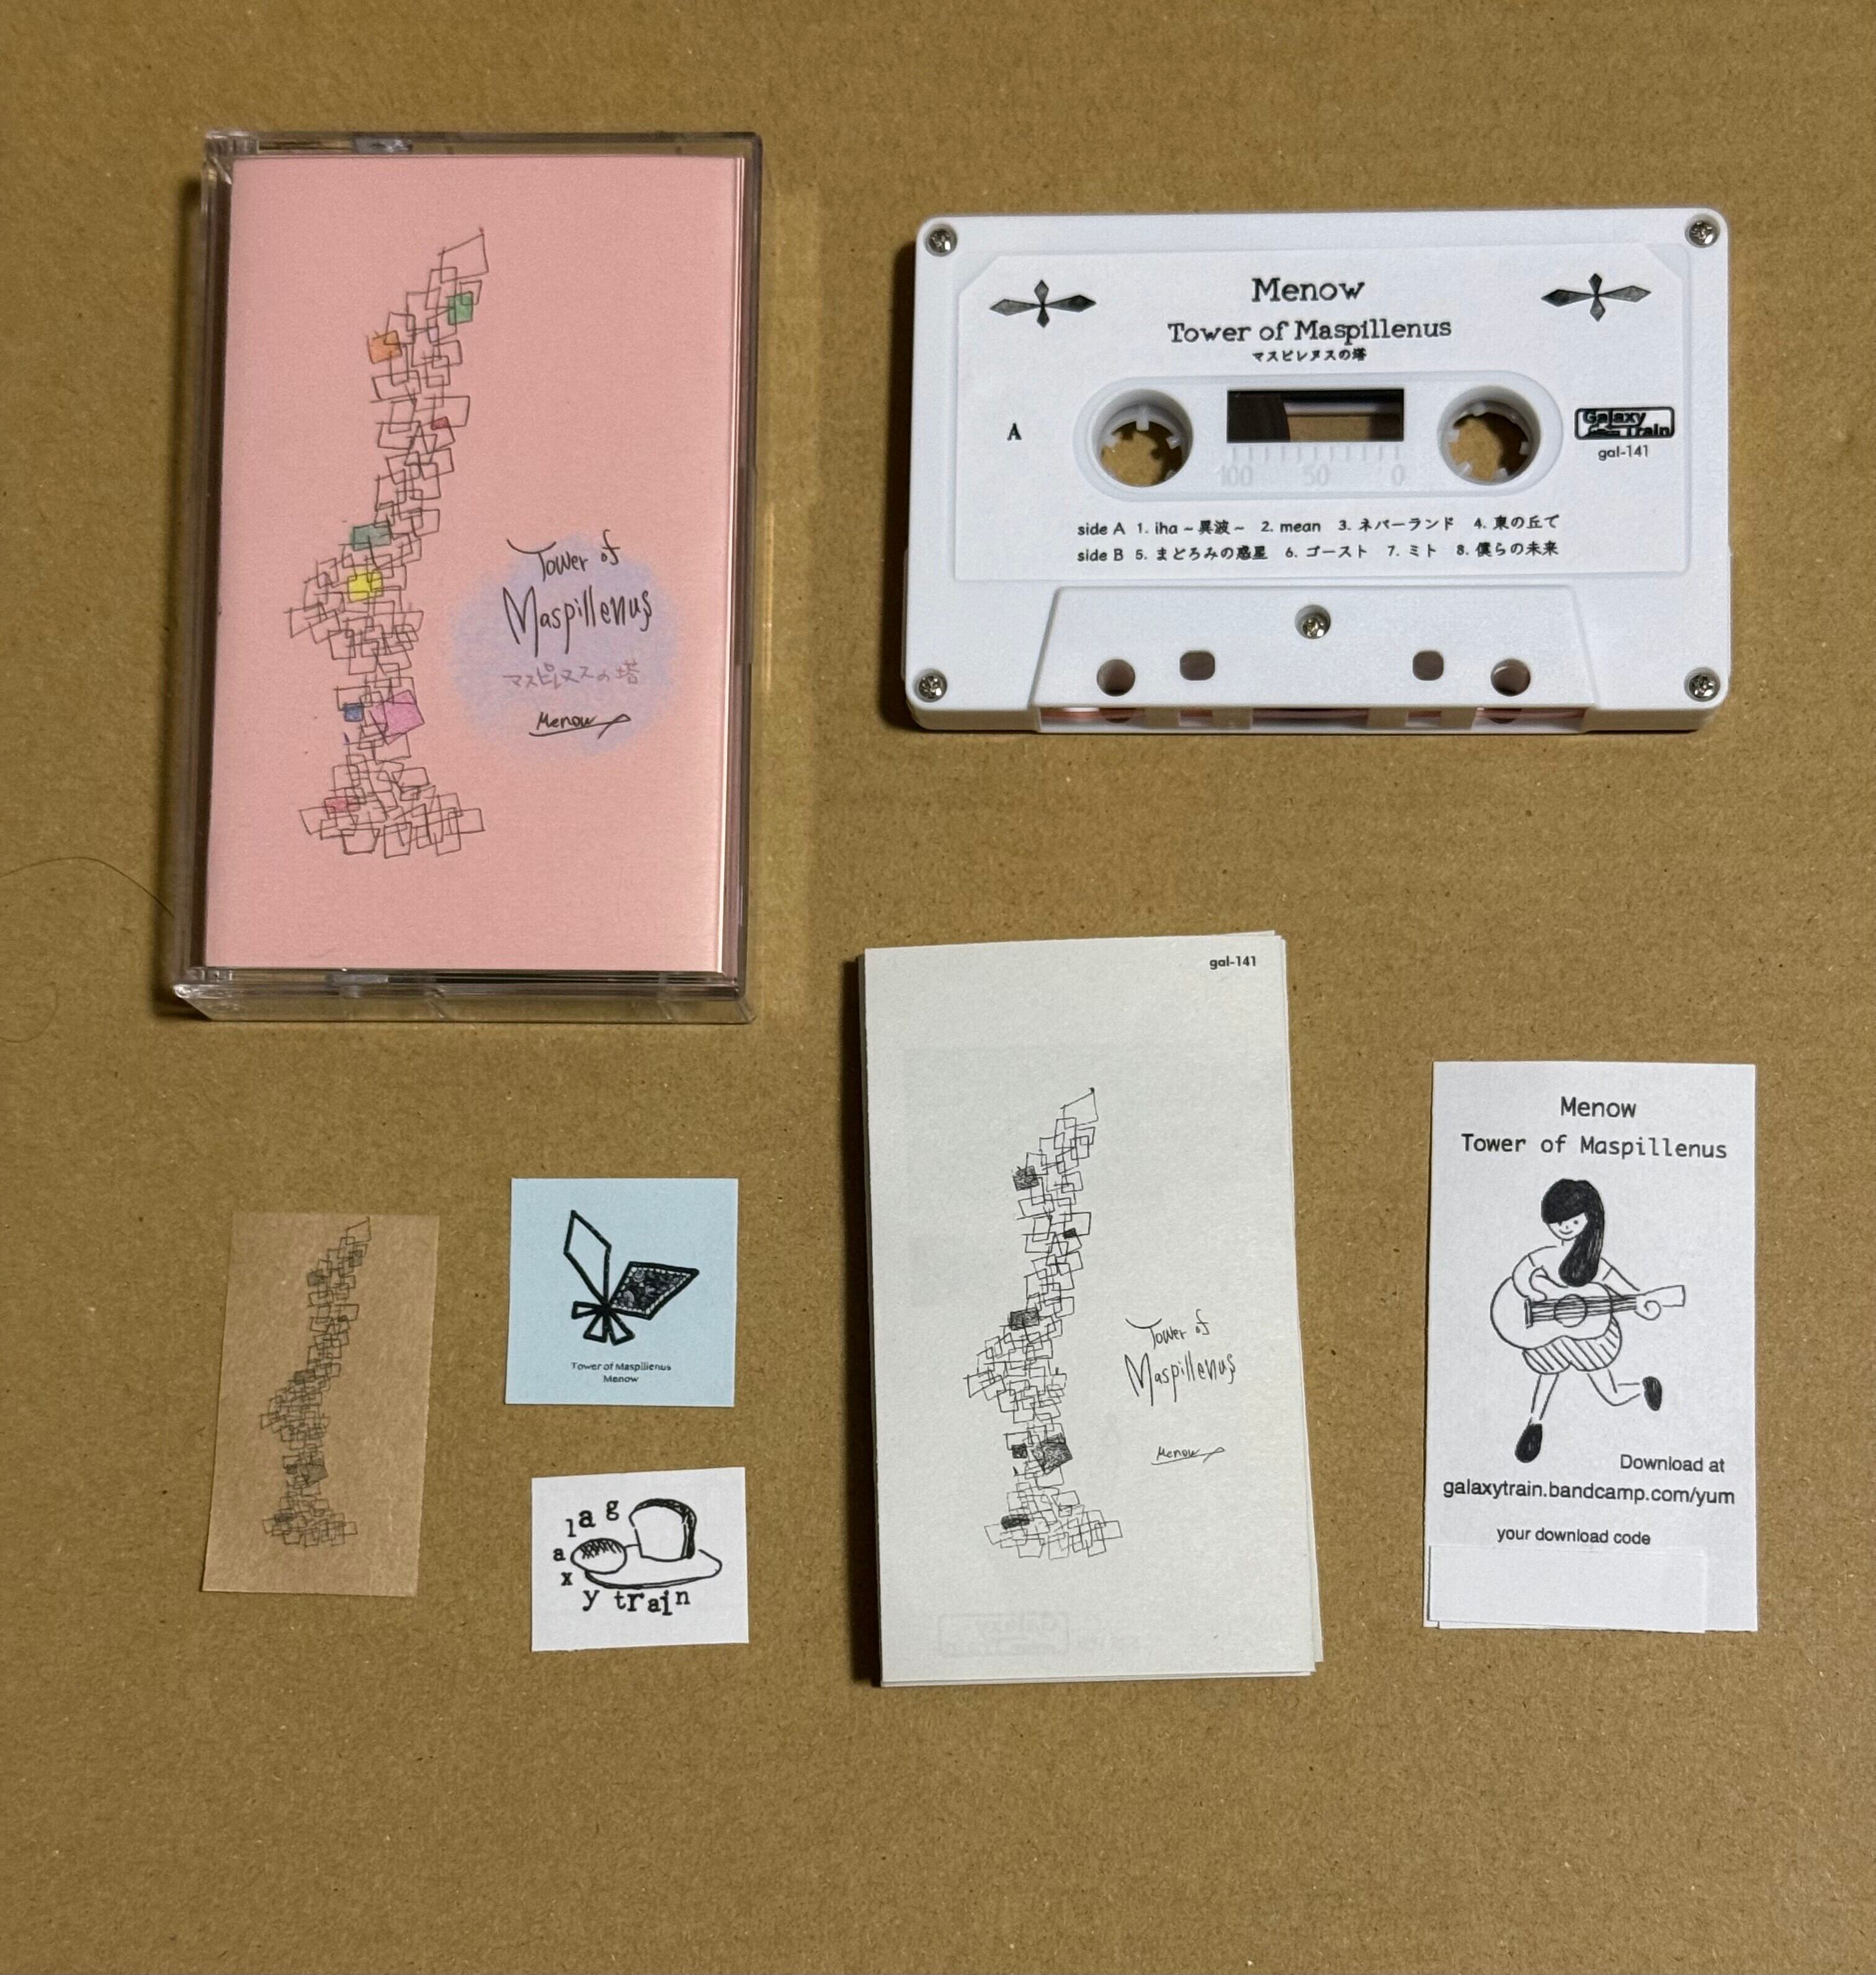 Tower of
Maspillenus
マスピレヌスの塔
Menow
Menow
Tower of Maspillenus
マスピレヌスの塔
A
Galaxy
Train
gal-141
100 50 0
side A 1. iha ~ 異波 ~ 2. mean 3. ネバーランド 4.東の丘で
side B 5. まどろみの惑星 6. ゴースト 7. ミト 8. 僕らの未来
Tower of Maspillenus
Menow
galaxy train
gal-141
Tower of
Maspillenus
Menow
Menow
Tower of Maspillenus
Download at
galaxytrain.bandcamp.com/yum
your download code